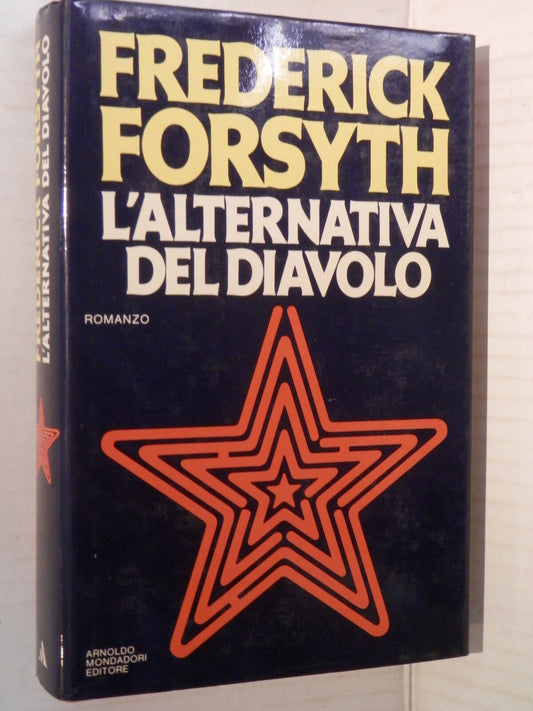 FREDERICK
FORSYTH
L'ALTERNATIVA
DEL DIAVOLO
ROMANZO
ARNOLDO
MONDADORI
EDITORE
FREDERICK FORSYTH
L'ALTERNATIVA DEL DIAVOLO